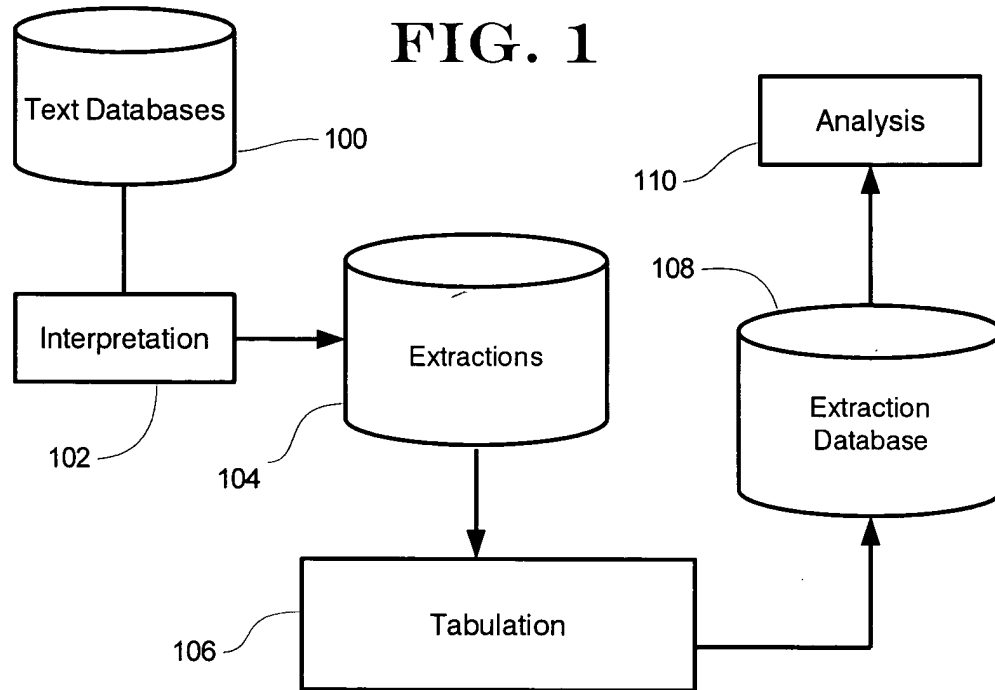 FIG. 1
Text Databases
100
Interpretation
102
Extractions
104
Tabulation
106
Extraction
Database
108
Analysis
110